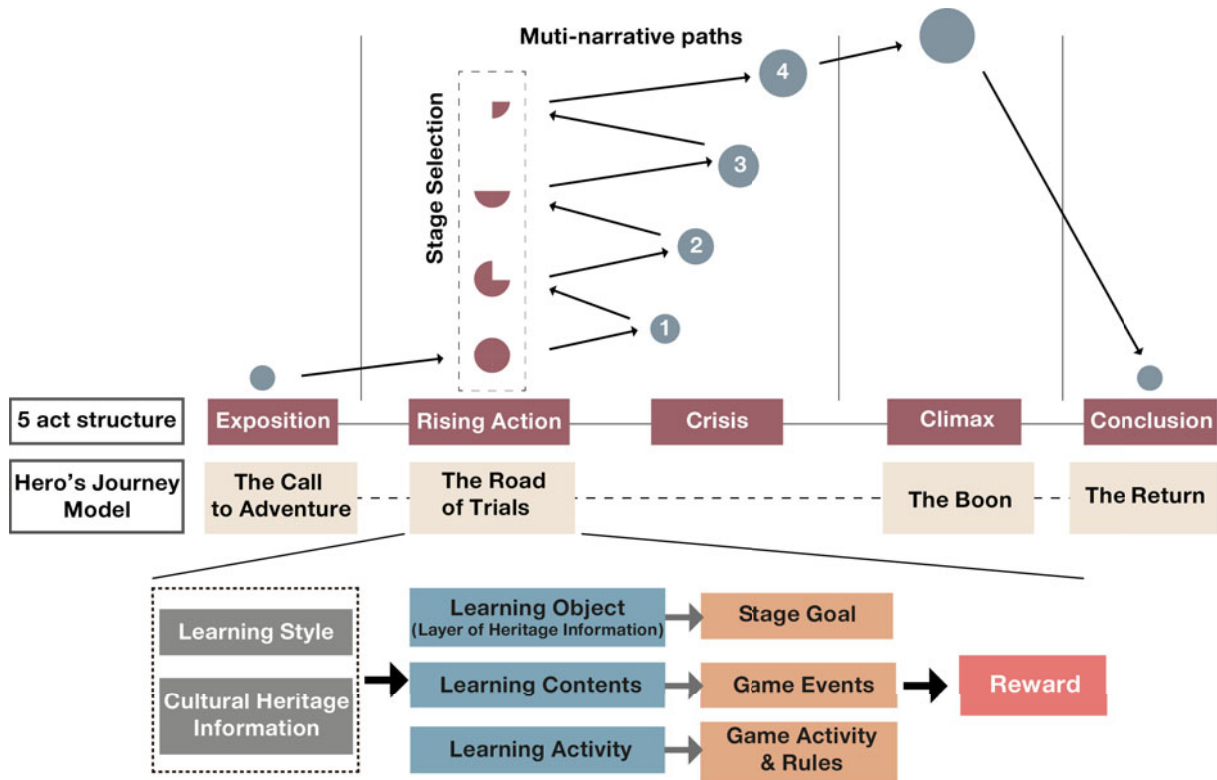 Muti-narrative paths
Stage Selection
4
3
2
1
5 act structure
Exposition
Rising Action
Crisis
Climax
Conclusion
Hero's Journey
Model
The Call
to Adventure
The Road
of Trials
The Boon
The Return
Learning Style
Cultural Heritage
Information
Learning Object
(Layer of Heritage Information)
Stage Goal
Learning Contents
Game Events
Reward
Learning Activity
Game Activity
& Rules